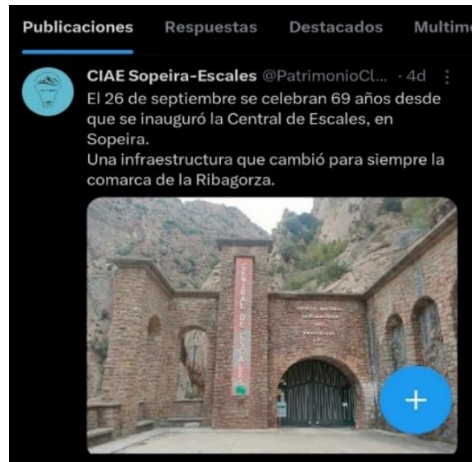 Publicaciones Respuestas Destacados Multim
CIAE Sopeira-Escales @PatrimonioCl... · 4d
El 26 de septiembre se celebran 69 años desde
que se inauguró la Central de Escales, en
Sopeira.
Una infraestructura que cambió para siempre la
comarca de la Ribagorza.
CENTRAL DE ESCALES